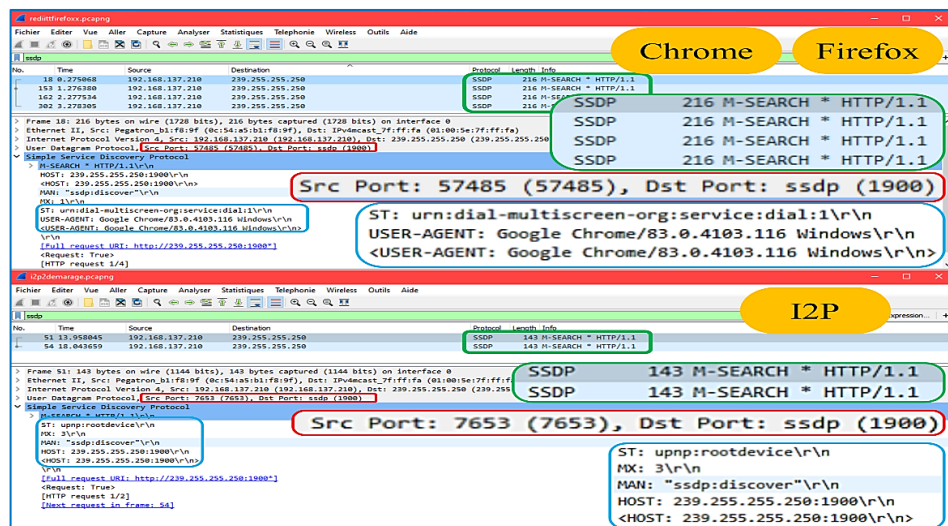 rediittfirefoxx.pcapng
Fichier Editer Vue Aller Capture Analyser Statistiques Telephonie Wireless Outils Aide
ssdp
Chrome
Firefox
No. Time Source Destination Protocol Length Info
18 0.275068 192.168.137.210 239.255.255.250 SSDP 216 M-SEARCH * HTTP/1.1
153 1.276380 192.168.137.210 239.255.255.250 SSDP 216 M-SEARCH * HTTP/1.1
162 2.277534 192.168.137.210 239.255.255.250 SSDP 216 M-SEARCH * HTTP/1.1
302 3.278305 192.168.137.210 239.255.255.250 SSDP 216 M-
SSDP 216 M-SEARCH * HTTP/1.1
SSDP 216 M-SEARCH * HTTP/1.1
SSDP 216 M-SEARCH * HTTP/1.1
SSDP 216 M-SEARCH * HTTP/1.1
> Frame 18: 216 bytes on wire (1728 bits), 216 bytes captured (1728 bits) on interface 0
> Ethernet II, Src: Pegatron_b1:f8:9f (0c:54:a5:b1:f8:9f), Dst: IPv4mcast_7f:ff:fa (01:00:5e:7f:ff:fa)
> Internet Protocol Version 4, Src: 192.168.137.210 (192.168.137.210), Dst: 239.255.255.250 (239.255.250
> User Datagram Protocol, Src Port: 57485 (57485), Dst Port: ssdp (1900)
Simple Service Discovery Protocol
> M-SEARCH * HTTP/1.1\r\n
HOST: 239.255.255.250:1900\r\n
<HOST: 239.255.255.250:1900\r\n>
MAN: "ssdp:discover"\r\n
MX: 1\r\n
ST: urn:dial-multiscreen-org:service:dial:1\r\n
USER-AGENT: Google Chrome/83.0.4103.116 Windows\r\n
<USER-AGENT: Google Chrome/83.0.4103.116 Windows\r\n>
\r\n
[Full request URI: http://239.255.255.250:1900*]
<Request: True>
[HTTP request 1/4]
Src Port: 57485 (57485), Dst Port: ssdp (1900)
ST: urn:dial-multiscreen-org:service:dial:1\r\n
USER-AGENT: Google Chrome/83.0.4103.116 Windows\r\n
<USER-AGENT: Google Chrome/83.0.4103.116 Windows\r\n>
i2p2demarage.pcapng
Fichier Editer Vue Aller Capture Analyser Statistiques Telephonie Wireless Outils Aide
ssdp
Expression...
I2P
No. Time Source Destination Protocol Length Info
51 13.958045 192.168.137.210 239.255.255.250 SSDP 143 M-SEARCH * HTTP/1.1
54 18.043659 192.168.137.210 239.255.255.250 SSDP 143 M-SEARCH * HTTP/1.1
SSDP 143 M-SEARCH * HTTP/1.1
SSDP 143 M-SEARCH * HTTP/1.1
> Frame 51: 143 bytes on wire (1144 bits), 143 bytes captured (1144 bits) on interface 0
> Ethernet II, Src: Pegatron_b1:f8:9f (0c:54:a5:b1:f8:9f), Dst: IPv4mcast_7f:ff:fa (01:00:5e:7f:ff:f
> Internet Protocol Version 4, Src: 192.168.137.210 (192.168.137.210), Dst: 239.255.255.250 (239.255
> User Datagram Protocol, Src Port: 7653 (7653), Dst Port: ssdp (1900)
Simple Service Discovery Protocol
> M-SEARCH * HTTP/1.1\r\n
ST: upnp:rootdevice\r\n
MX: 3\r\n
MAN: "ssdp:discover"\r\n
HOST: 239.255.255.250:1900\r\n
<HOST: 239.255.255.250:1900\r\n>
\r\n
[Full request URI: http://239.255.255.250:1900*]
<Request: True>
[HTTP request 1/2]
[Next request in frame: 54]
Src Port: 7653 (7653), Dst Port: ssdp (1900)
ST: upnp:rootdevice\r\n
MX: 3\r\n
MAN: "ssdp:discover"\r\n
HOST: 239.255.255.250:1900\r\n
<HOST: 239.255.255.250:1900\r\n>